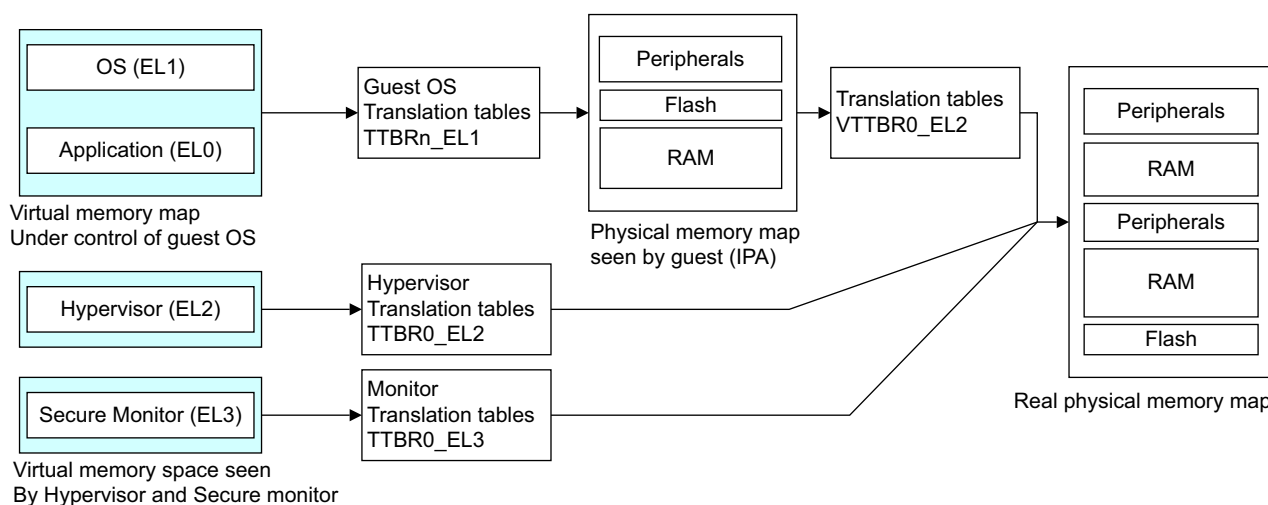 OS (EL1)
Application (EL0)
Virtual memory map
Under control of guest OS
Guest OS
Translation tables
TTBRn_EL1
Peripherals
Flash
RAM
Physical memory map
seen by guest (IPA)
Translation tables
VTTBR0_EL2
Peripherals
RAM
Peripherals
RAM
Flash
Real physical memory map
Hypervisor (EL2)
Hypervisor
Translation tables
TTBR0_EL2
Secure Monitor (EL3)
Monitor
Translation tables
TTBR0_EL3
Virtual memory space seen
By Hypervisor and Secure monitor